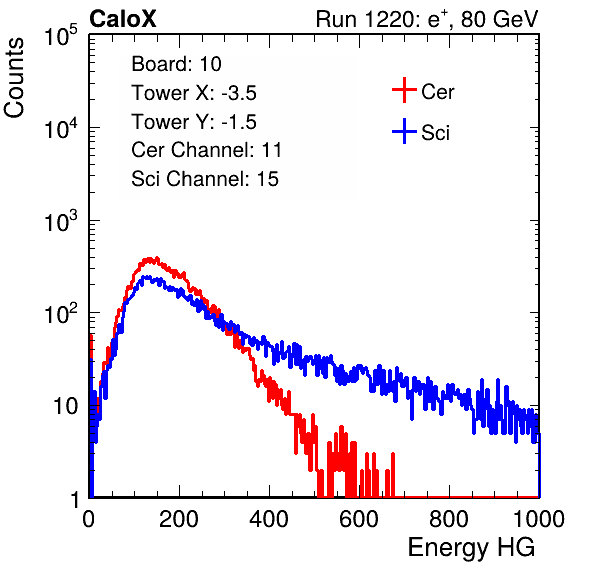 CaloX Run 1220: e⁺, 80 GeV
Counts
Board: 10
Tower X: -3.5
Tower Y: -1.5
Cer Channel: 11
Sci Channel: 15
Cer
Sci
10⁵
10⁴
10³
10²
10
1
0 200 400 600 800 1000
Energy HG